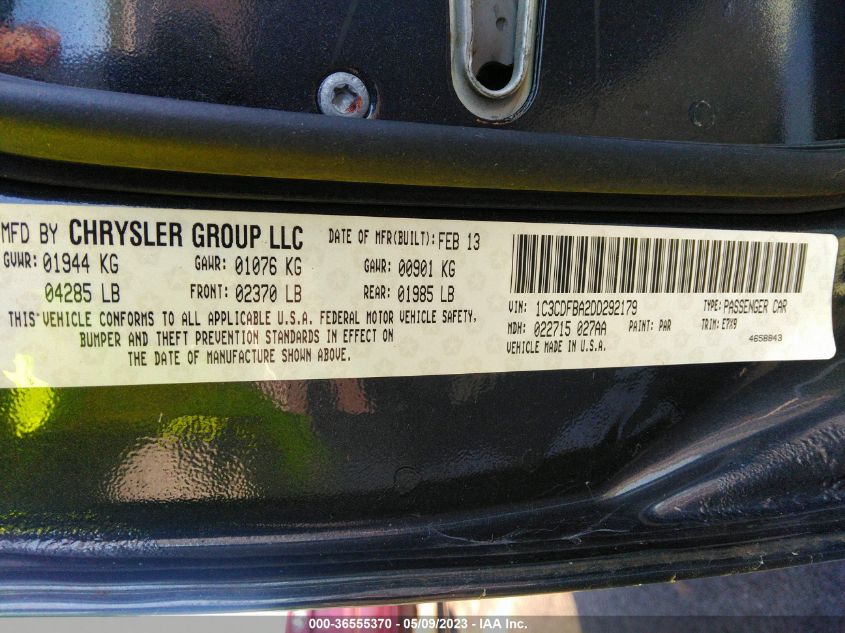 MFD BY CHRYSLER GROUP LLC DATE OF MFR(BUILT): FEB 13
GVWR: 01944 KG GAWR: 01076 KG GAWR: 00901 KG
04285 LB FRONT: 02370 LB REAR: 01985 LB
THIS VEHICLE CONFORMS TO ALL APPLICABLE U.S.A. FEDERAL MOTOR VEHICLE SAFETY,
BUMPER AND THEFT PREVENTION STANDARDS IN EFFECT ON
THE DATE OF MANUFACTURE SHOWN ABOVE.
VIN: 1C3CDFBA2DD292179 TYPE: PASSENGER CAR
MDH: 022715 027AA PAINT: PAR TRIM: E7X9
VEHICLE MADE IN U.S.A. 4658843
000-36555370 - 05/09/2023 - IAA Inc.